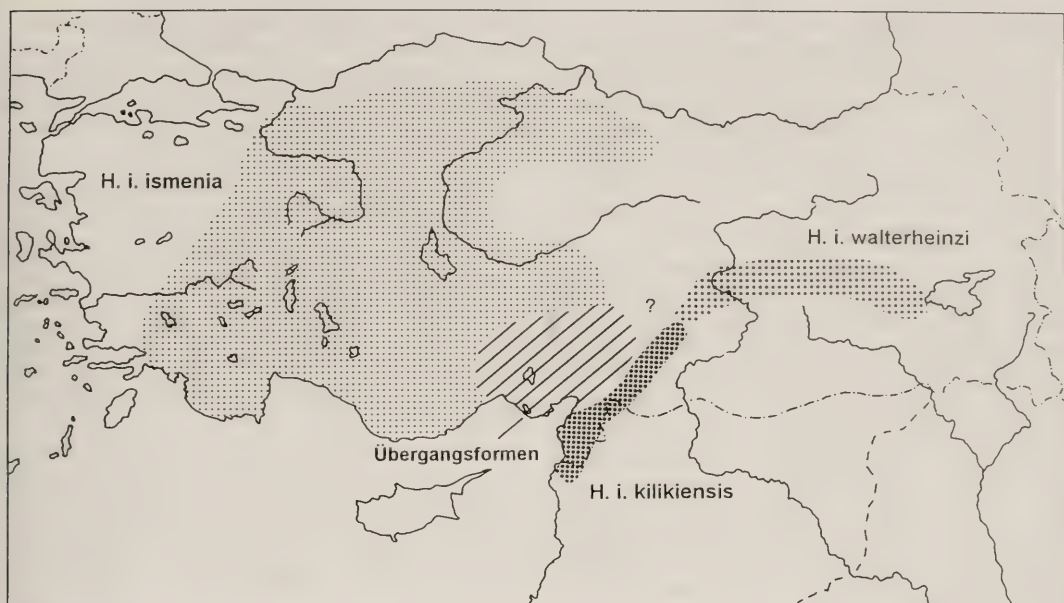 H. i. ismenia
H. i. walterheinzi
?
Übergangsformen
H. i. kilikiensis